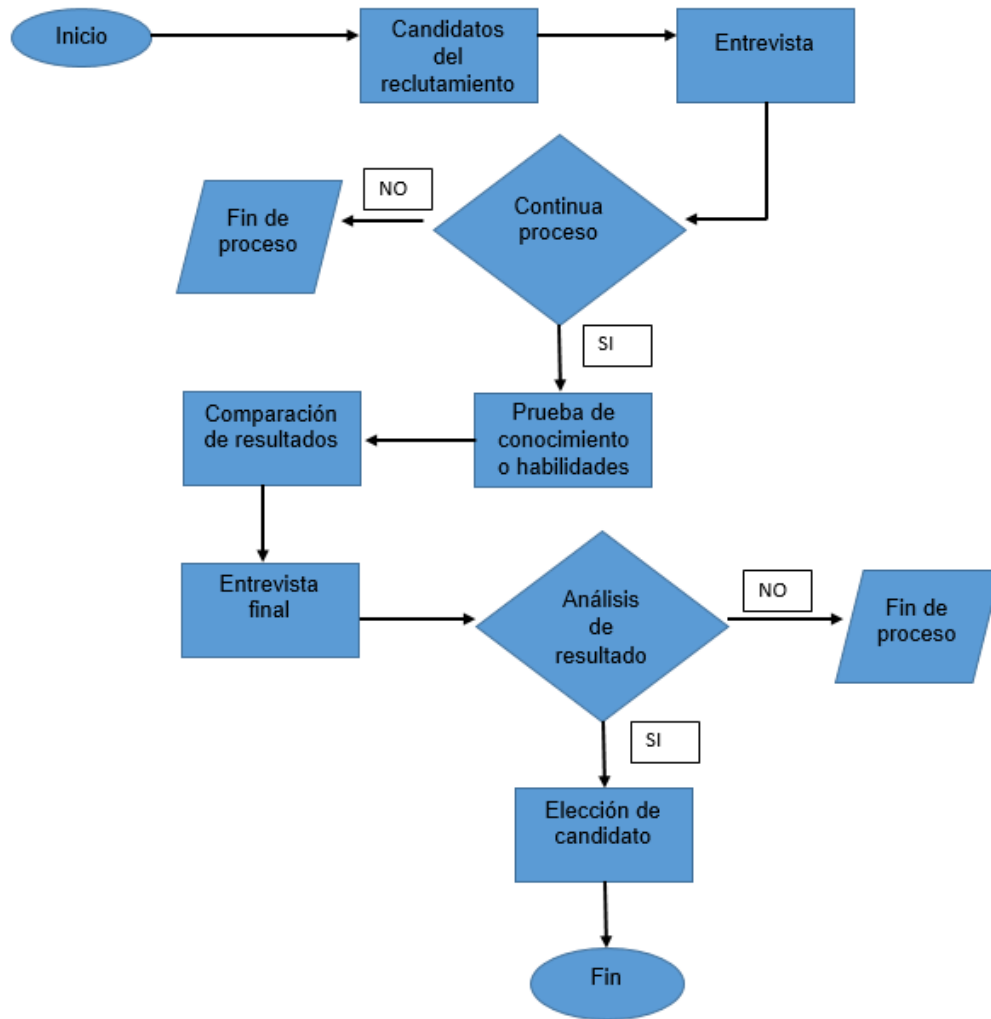 Inicio
Candidatos
del
reclutamiento
Entrevista
NO
Fin de
proceso
Continua
proceso
SI
Comparación
de resultados
Prueba de
conocimiento
o habilidades
Entrevista
final
Análisis
de
resultado
NO
Fin de
proceso
SI
Elección de
candidato
Fin